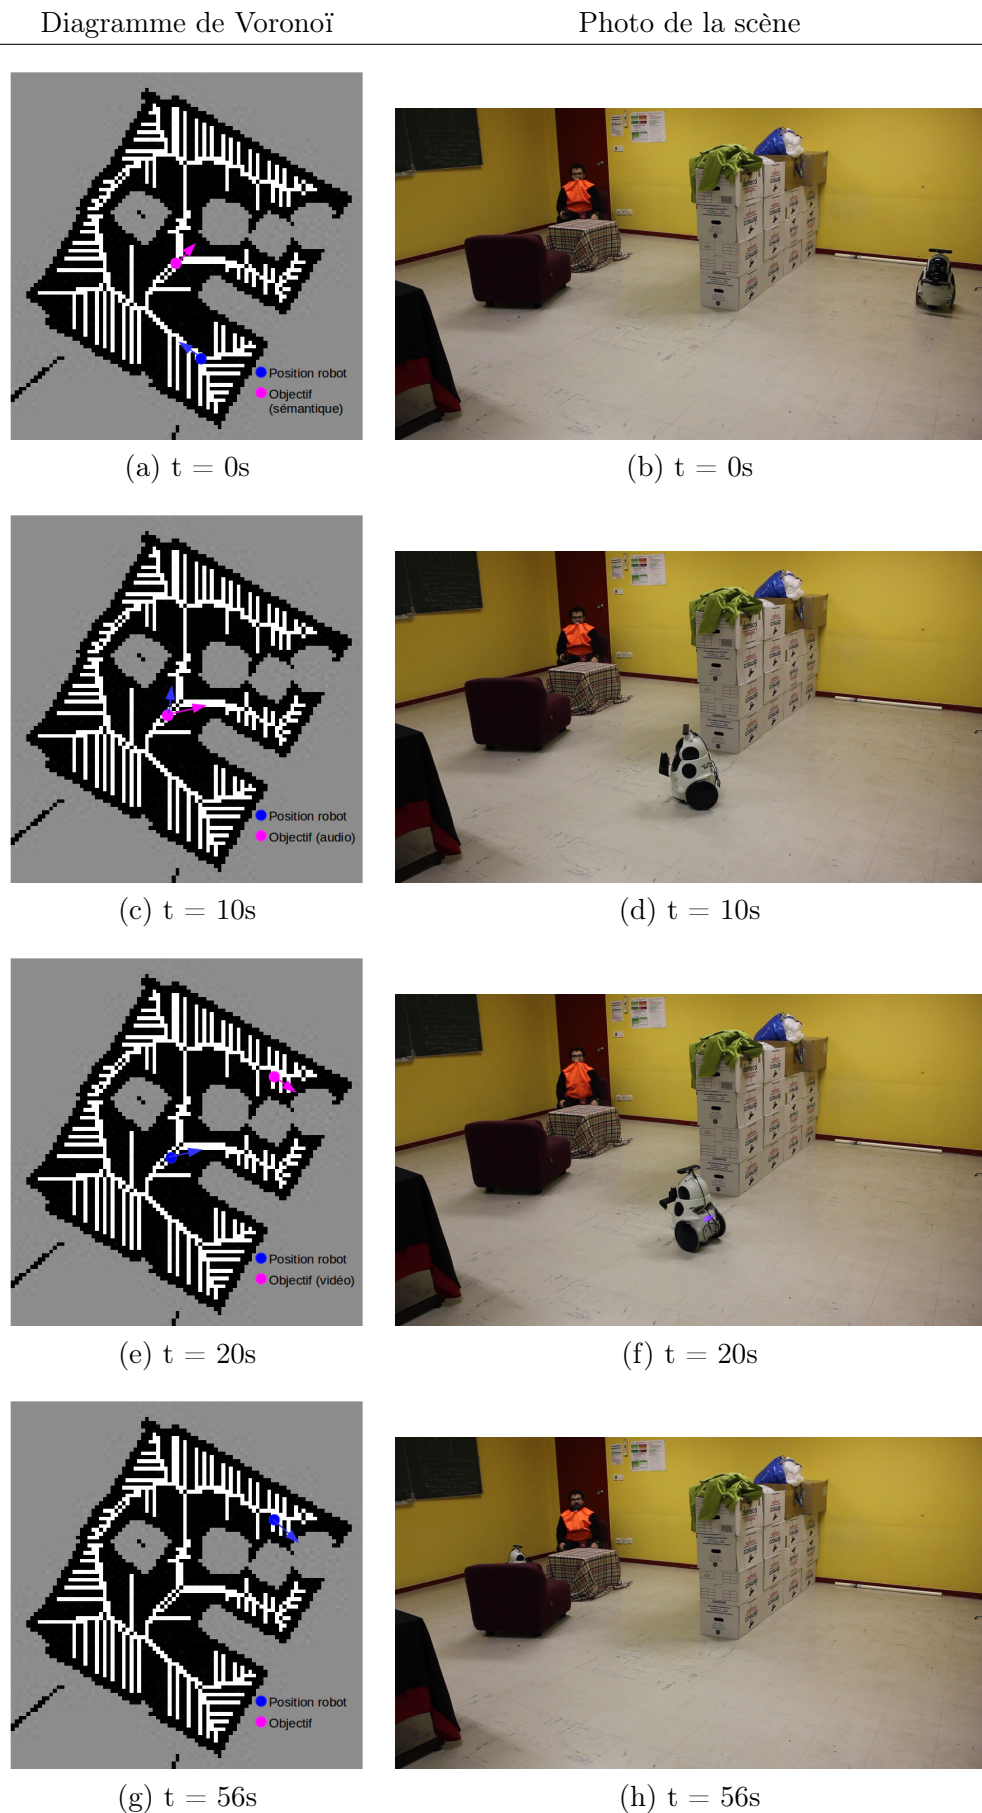 Diagramme de Voronoï Photo de la scène
Position robot
Objectif
(sémantique)
(a) t = 0s (b) t = 0s
Position robot
Objectif (audio)
(c) t = 10s (d) t = 10s
Position robot
Objectif (vidéo)
(e) t = 20s (f) t = 20s
Position robot
Objectif
(g) t = 56s (h) t = 56s